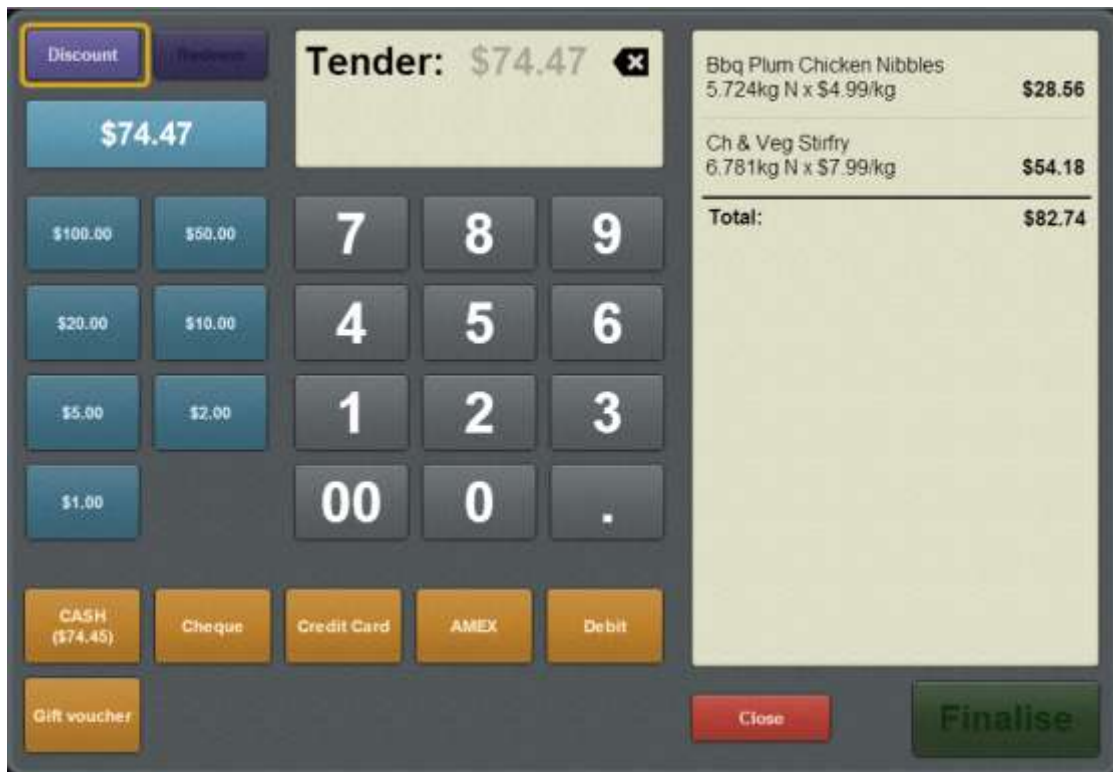 Discount
Tender: $74.47
$74.47
$100.00 $50.00
$20.00 $10.00
$5.00 $2.00
$1.00
7 8 9
4 5 6
1 2 3
00 0 .
CASH
($74.45)
Cheque
Credit Card
AMEX
Debit
Gift voucher
Bbq Plum Chicken Nibbles
5.724kg N x $4.99/kg $28.56
Ch & Veg Stirfry
6.781kg N x $7.99/kg $54.18
Total: $82.74
Close
Finalise